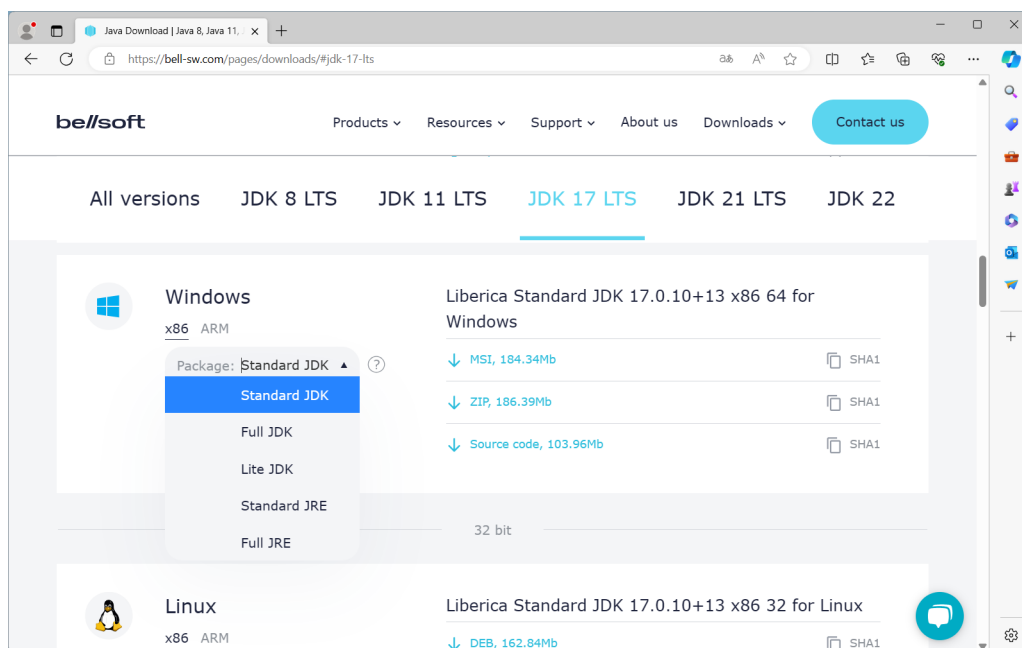 Java Download | Java 8, Java 11,
https://bell-sw.com/pages/downloads/#jdk-17-lts
bellsoft
Products Resources Support About us Downloads Contact us
All versions JDK 8 LTS JDK 11 LTS JDK 17 LTS JDK 21 LTS JDK 22
Windows
x86 ARM
Package: Standard JDK
?
Standard JDK
Full JDK
Lite JDK
Standard JRE
Full JRE
Liberica Standard JDK 17.0.10+13 x86 64 for
Windows
MSI, 184.34Mb SHA1
ZIP, 186.39Mb SHA1
Source code, 103.96Mb SHA1
32 bit
Linux
x86 ARM
Liberica Standard JDK 17.0.10+13 x86 32 for Linux
DEB, 162.84Mb SHA1